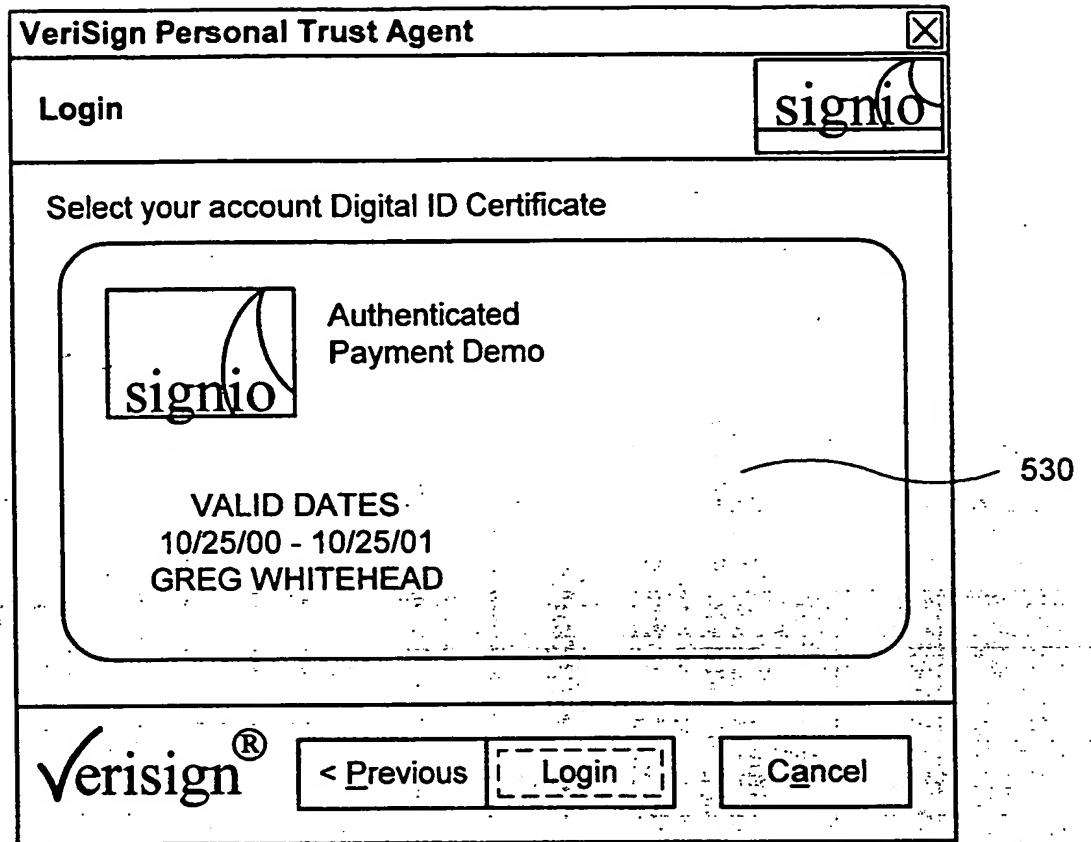 VeriSign Personal Trust Agent
Login
signio
Select your account Digital ID Certificate
signio
Authenticated
Payment Demo
530
VALID DATES
10/25/00 - 10/25/01
GREG WHITEHEAD
Verisign®
< Previous
Login
Cancel